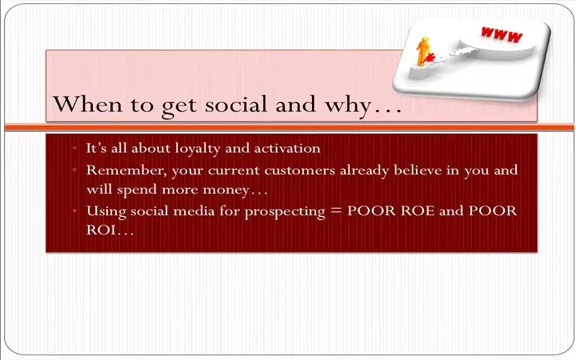 WWW
When to get social and why…
It's all about loyalty and activation
Remember, your current customers already believe in you and
will spend more money…
Using social media for prospecting = POOR ROE and POOR
ROI…